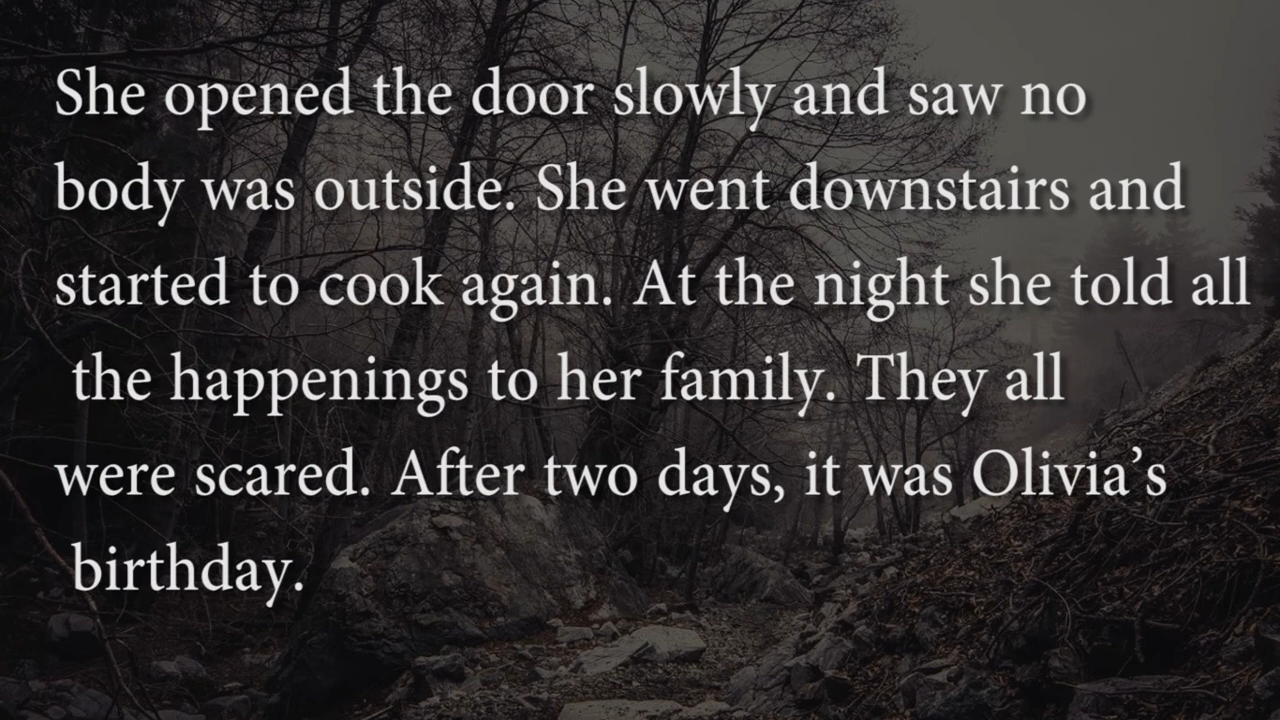 She opened the door slowly and saw no
body was outside. She went downstairs and
started to cook again. At the night she told all
the happenings to her family. They all
were scared. After two days, it was Olivia’s
birthday.